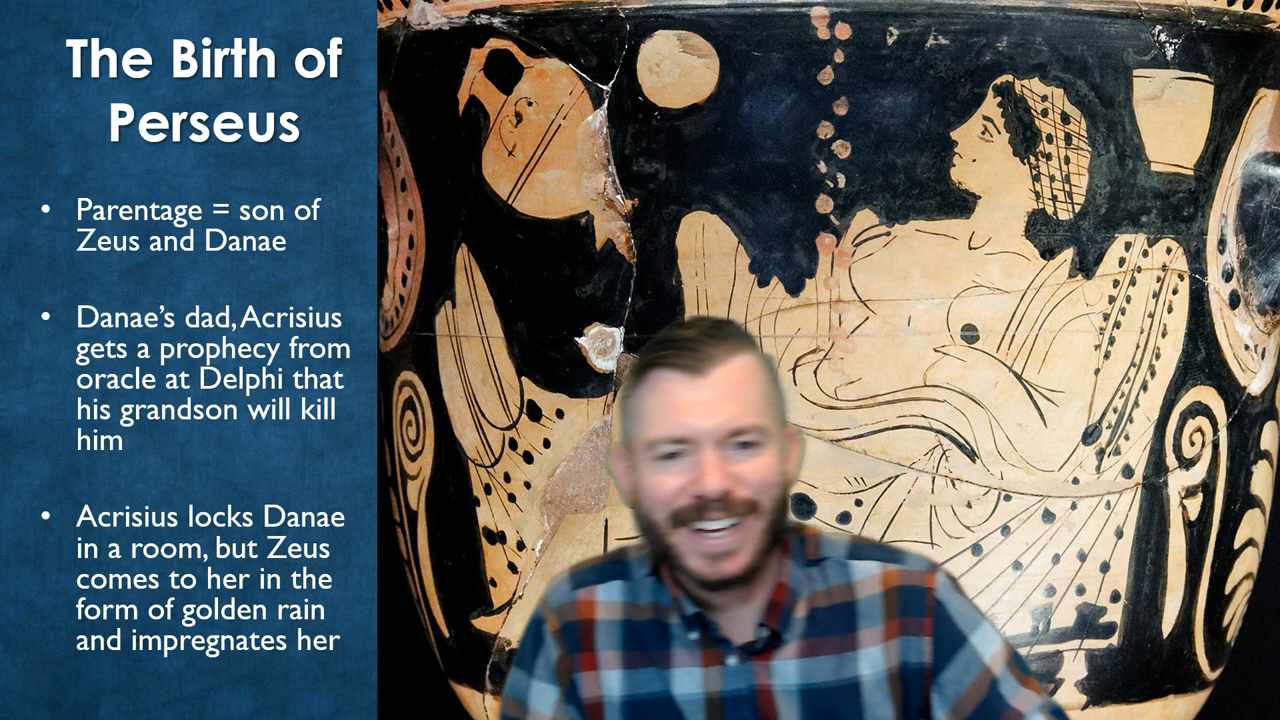 The Birth of
Perseus
• Parentage = son of
Zeus and Danae
• Danae's dad, Acrisius
gets a prophecy from
oracle at Delphi that
his grandson will kill
him
• Acrisius locks Danae
in a room, but Zeus
comes to her in the
form of golden rain
and impregnates her